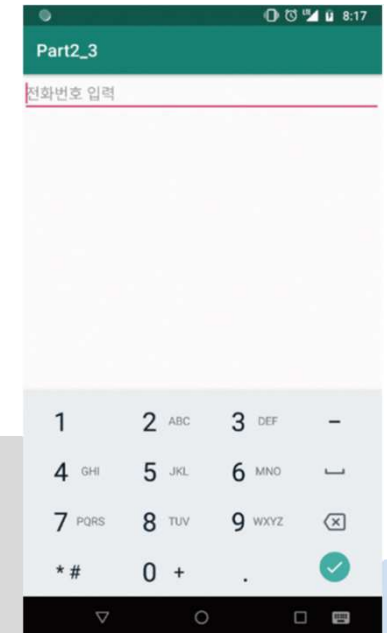 8:17
Part2_3
전화번호 입력
1 2 ABC 3 DEF -
4 GHI 5 JKL 6 MNO
7 PQRS 8 TUV 9 WXYZ
* # 0 + .